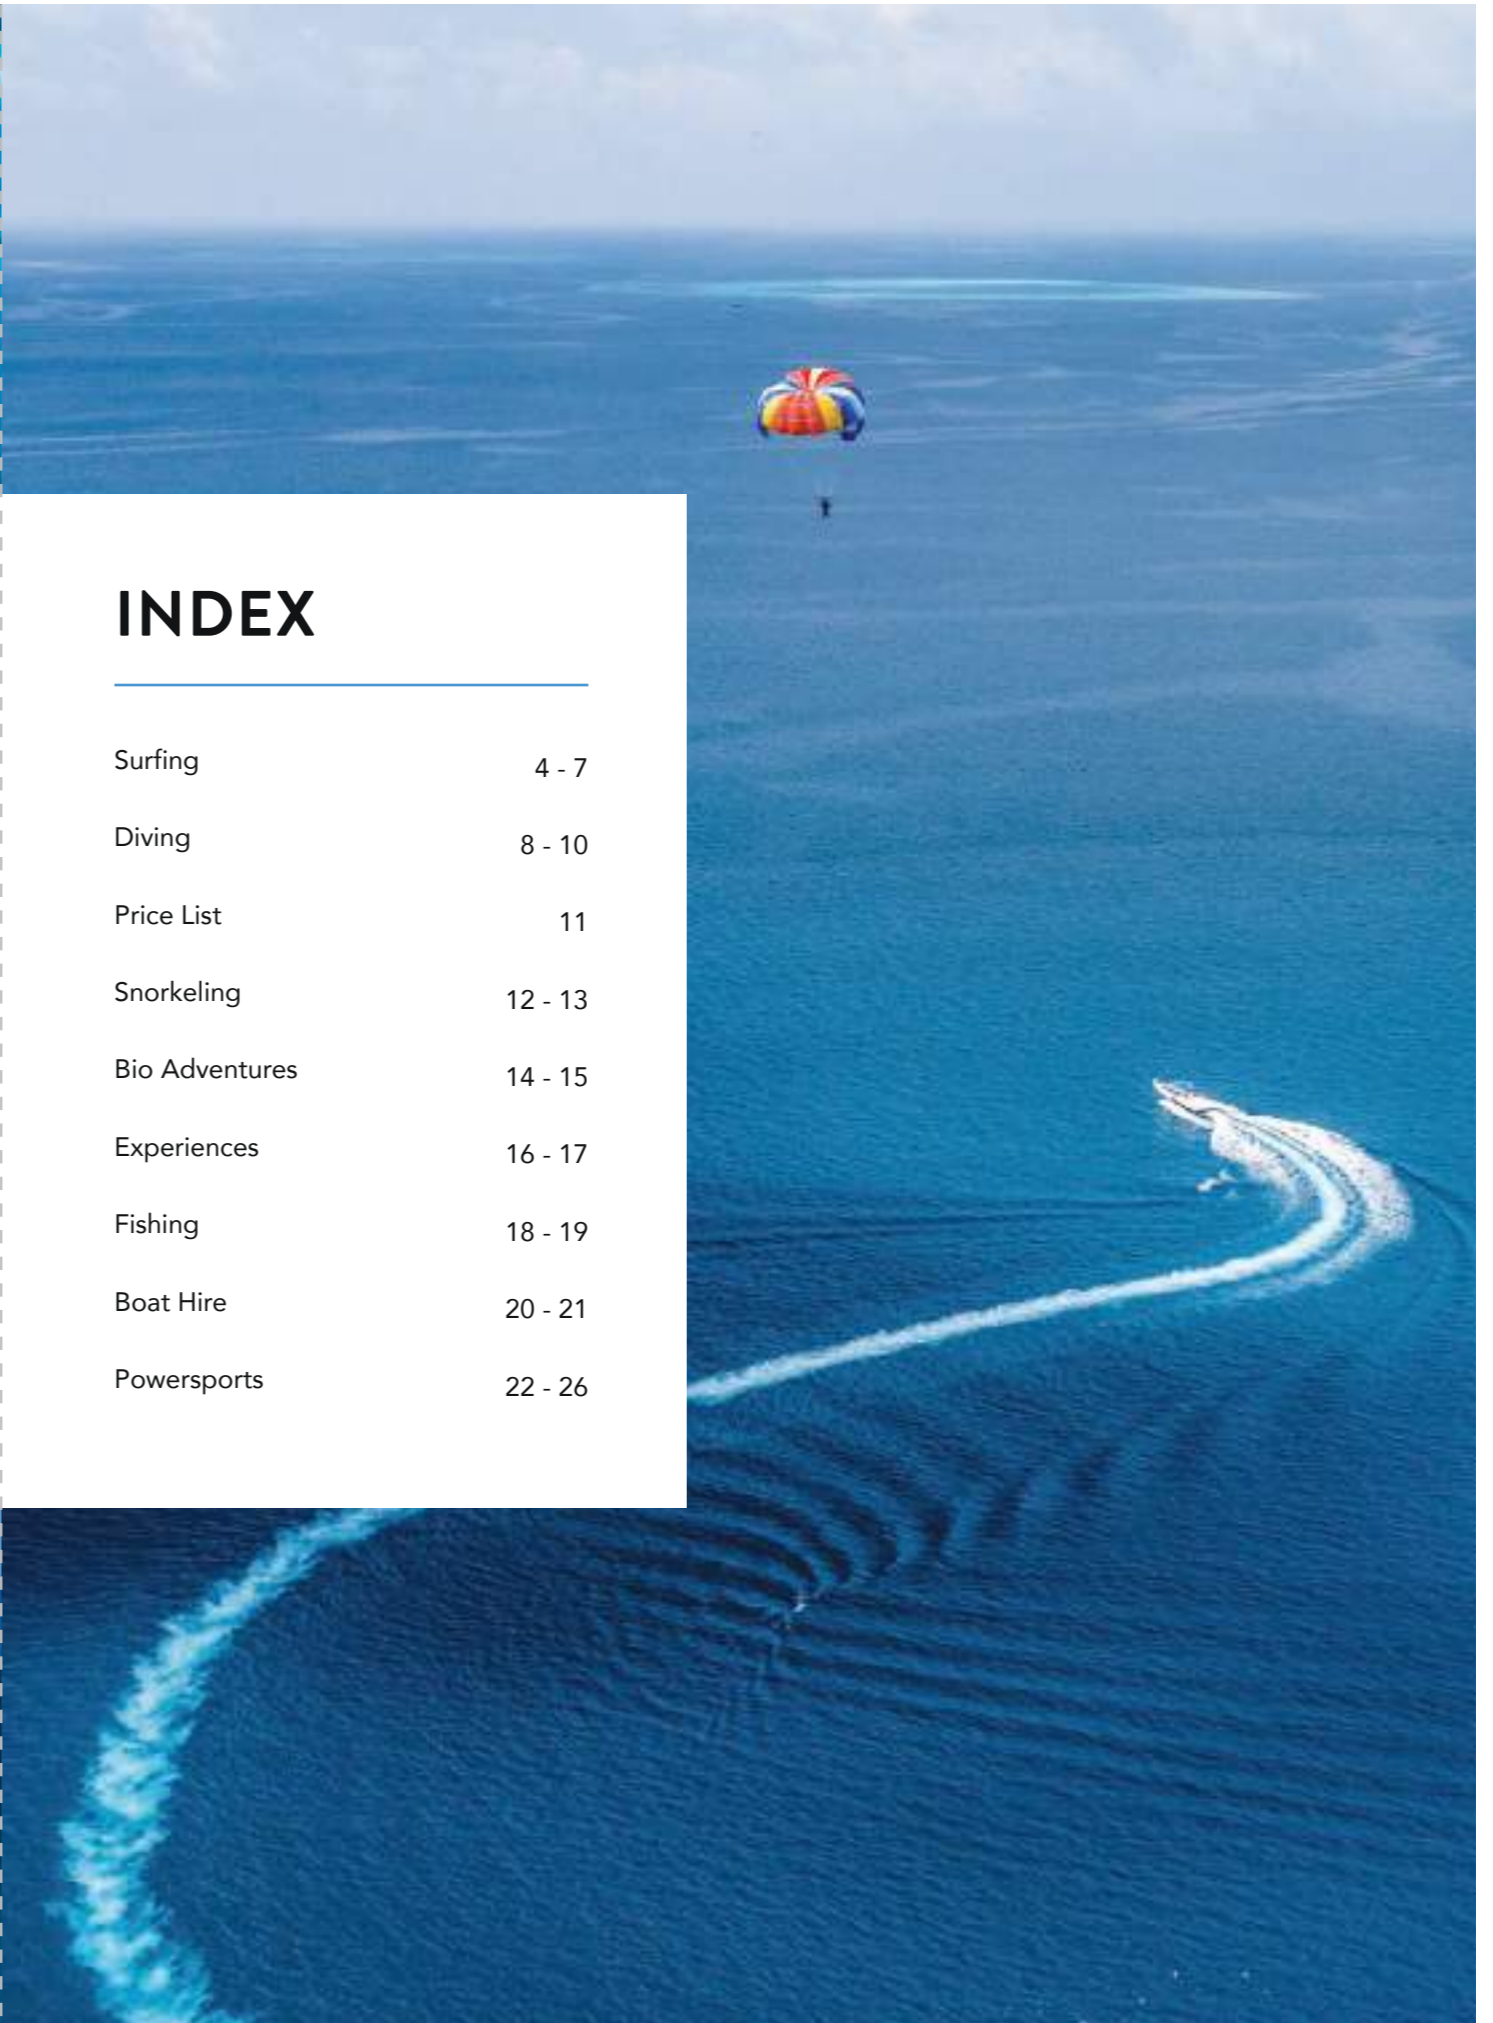 INDEX
Surfing 4 - 7
Diving 8 - 10
Price List 11
Snorkeling 12 - 13
Bio Adventures 14 - 15
Experiences 16 - 17
Fishing 18 - 19
Boat Hire 20 - 21
Powersports 22 - 26